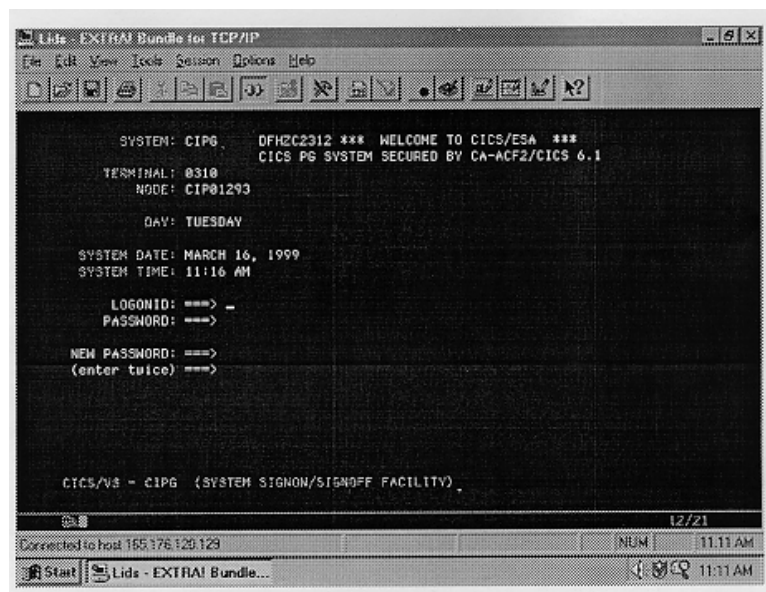 Lids - EXTRA! Bundle for TCP/IP
File Edit View Tools Session Options Help
SYSTEM: CIPG DFHZC2312 *** WELCOME TO CICS/ESA ***
CICS PG SYSTEM SECURED BY CA-ACF2/CICS 6.1
TERMINAL: 0310
NODE: CIP01293
DAY: TUESDAY
SYSTEM DATE: MARCH 16, 1999
SYSTEM TIME: 11:16 AM
LOGONID: ===> _
PASSWORD: ===>
NEW PASSWORD: ===>
(enter twice) ===>
CICS/VS - CIPG (SYSTEM SIGNON/SIGNOFF FACILITY)
12/21
Connected to host 165.176.120.129 NUM 11:11 AM
Start Lids - EXTRA! Bundle... 11:11 AM